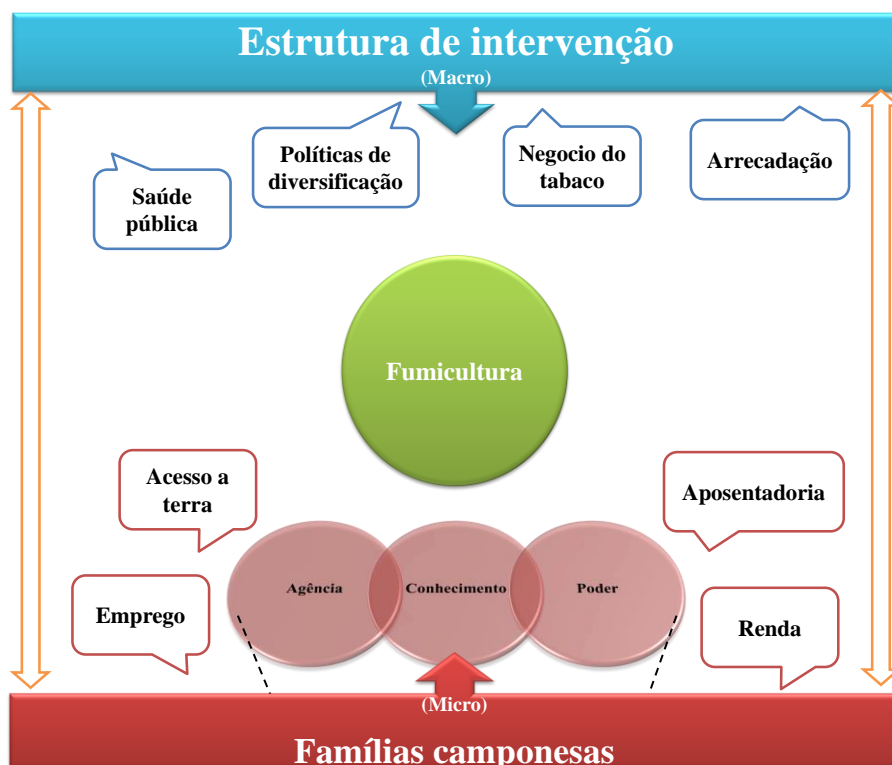 Estrutura de intervenção
(Macro)
Políticas de
diversificação
Negocio do
tabaco
Arrecadação
Saúde
pública
Fumicultura
Acesso a
terra
Aposentadoria
Agência
Conhecimento
Poder
Emprego
Renda
(Micro)
Famílias camponesas